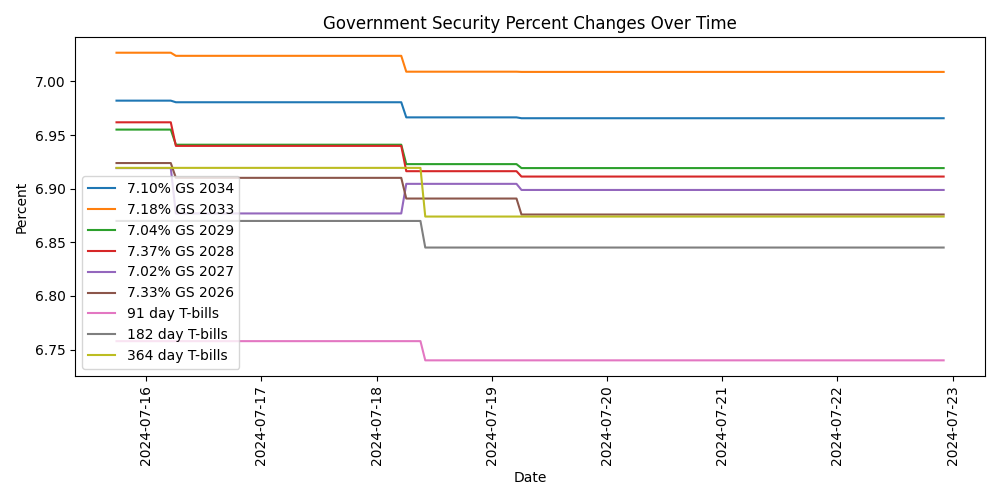 Government Security Percent Changes Over Time
Percent
7.00
6.95
6.90
6.85
6.80
6.75
7.10% GS 2034
7.18% GS 2033
7.04% GS 2029
7.37% GS 2028
7.02% GS 2027
7.33% GS 2026
91 day T-bills
182 day T-bills
364 day T-bills
2024-07-16
2024-07-17
2024-07-18
2024-07-19
2024-07-20
2024-07-21
2024-07-22
2024-07-23
Date